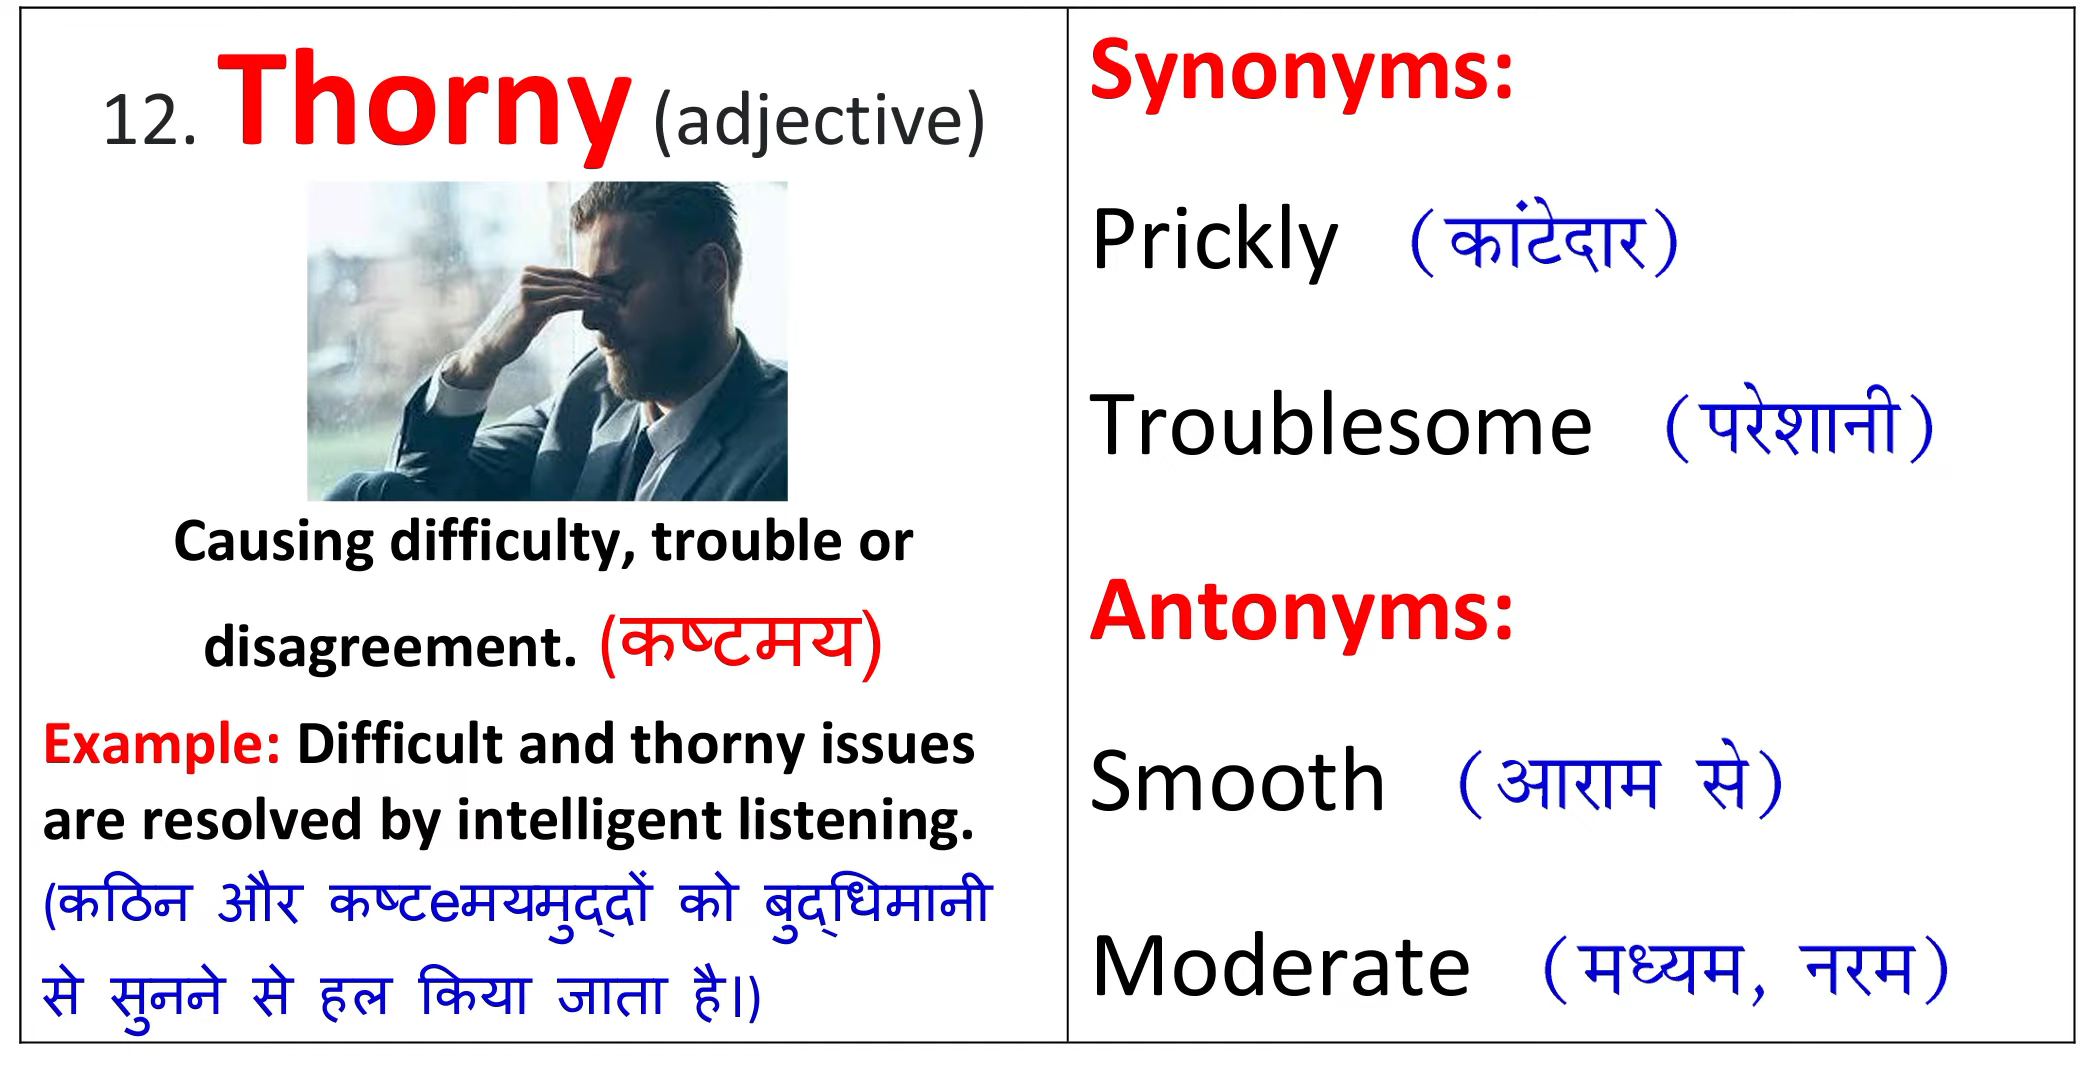 12. Thorny (adjective)
Causing difficulty, trouble or
disagreement. (कष्टमय)
Example: Difficult and thorny issues
are resolved by intelligent listening.
(कठिन और कष्टeमयमुद्दों को बुद्धिमानी
से सुनने से हल किया जाता है।)
Synonyms:
Prickly (कांटेदार)
Troublesome (परेशानी)
Antonyms:
Smooth (आराम से)
Moderate (मध्यम, नरम)